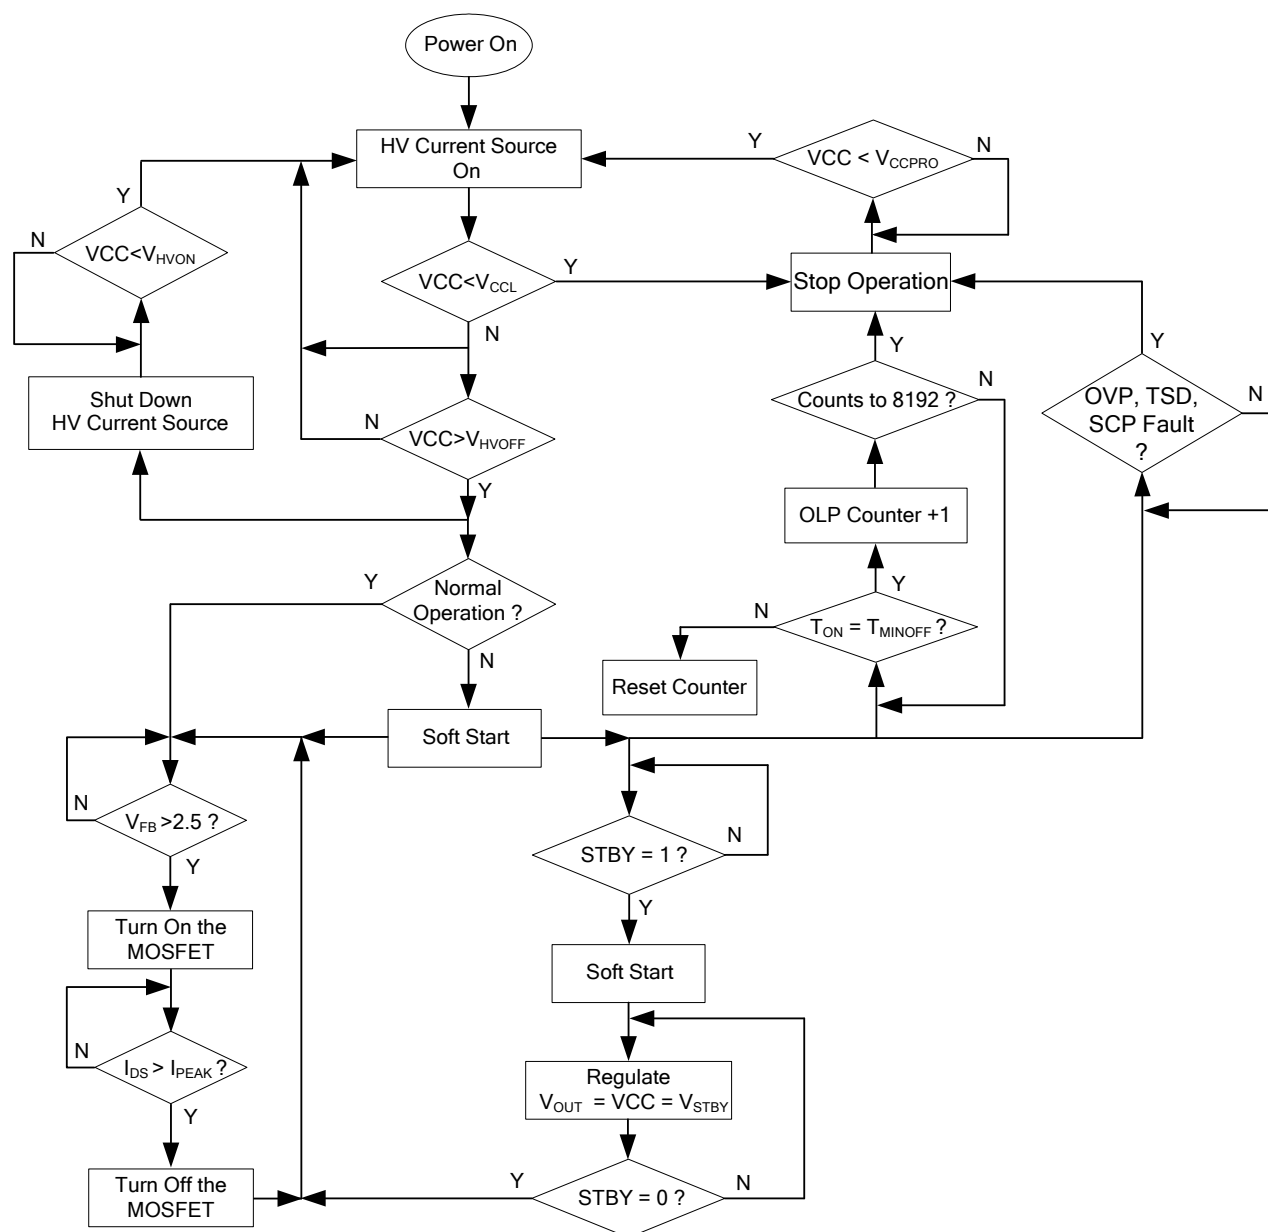 Power On
HV Current Source
On
Y
VCC < VCCPRO
N
Y
VCC<VHVON
N
VCC<VCCL
Y
N
Stop Operation
Y
Shut Down
HV Current Source
N
VCC>VHVOFF
Y
Counts to 8192 ?
N
Y
OVP, TSD,
SCP Fault
?
N
OLP Counter +1
Y
Normal
Operation ?
N
Y
N
TON = TMINOFF ?
Reset Counter
Soft Start
N
VFB >2.5 ?
Y
STBY = 1 ?
N
Y
Turn On the
MOSFET
Soft Start
N
IDS > IPEAK ?
Y
Regulate
VOUT = VCC = VSTBY
Turn Off the
MOSFET
Y
STBY = 0 ?
N